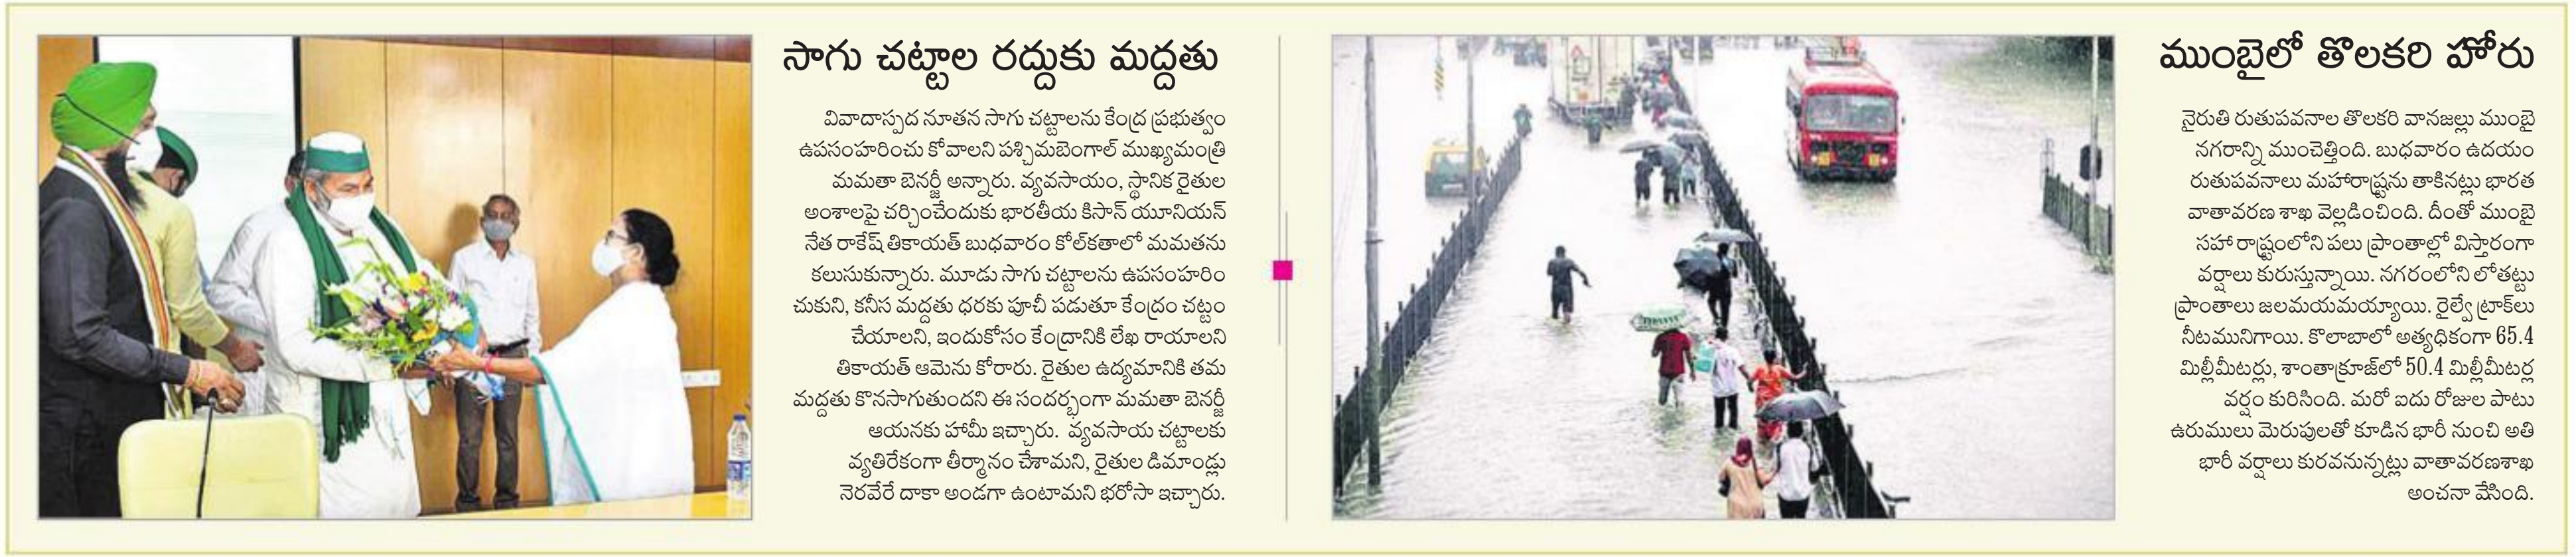 సాగు చట్టాల రద్దుకు మద్దతు
వివాదాస్పద నూతన సాగు చట్టాలను కేంద్ర ప్రభుత్వం
ఉపసంహరించు కోవాలని పశ్చిమబెంగాల్ ముఖ్యమంత్రి
మమతా బెనర్జీ అన్నారు. వ్యవసాయం, స్థానిక రైతుల
అంశాలపై చర్చించేందుకు భారతీయ కిసాన్ యూనియన్
నేత రాకేష్ తికాయత్ బుధవారం కోల్‌కతాలో మమతను
కలుసుకున్నారు. మూడు సాగు చట్టాలను ఉపసంహరిం
చుకుని, కనీస మద్దతు ధరకు పూచీ పడుతూ కేంద్రం చట్టం
చేయాలని, ఇందుకోసం కేంద్రానికి లేఖ రాయాలని
తికాయత్ ఆమెను కోరారు. రైతుల ఉద్యమానికి తమ
మద్దతు కొనసాగుతుందని ఈ సందర్భంగా మమతా బెనర్జీ
ఆయనకు హామీ ఇచ్చారు. వ్యవసాయ చట్టాలకు
వ్యతిరేకంగా తీర్మానం చేశామని, రైతుల డిమాండ్లు
నెరవేరే దాకా అండగా ఉంటామని భరోసా ఇచ్చారు.
ముంబైలో తొలకరి హోరు
నైరుతి రుతుపవనాల తొలకరి వానజల్లు ముంబై
నగరాన్ని ముంచెత్తింది. బుధవారం ఉదయం
రుతుపవనాలు మహారాష్ట్రను తాకినట్లు భారత
వాతావరణ శాఖ వెల్లడించింది. దీంతో ముంబై
సహా రాష్ట్రంలోని పలు ప్రాంతాల్లో విస్తారంగా
వర్షాలు కురుస్తున్నాయి. నగరంలోని లోతట్టు
ప్రాంతాలు జలమయమయ్యాయి. రైల్వే ట్రాక్‌లు
నీటమునిగాయి. కొలాబాలో అత్యధికంగా 65.4
మిల్లీమీటర్లు, శాంతాక్రూజ్‌లో 50.4 మిల్లీమీటర్ల
వర్షం కురిసింది. మరో ఐదు రోజుల పాటు
ఉరుములు మెరుపులతో కూడిన భారీ నుంచి అతి
భారీ వర్షాలు కురవనున్నట్లు వాతావరణశాఖ
అంచనా వేసింది.